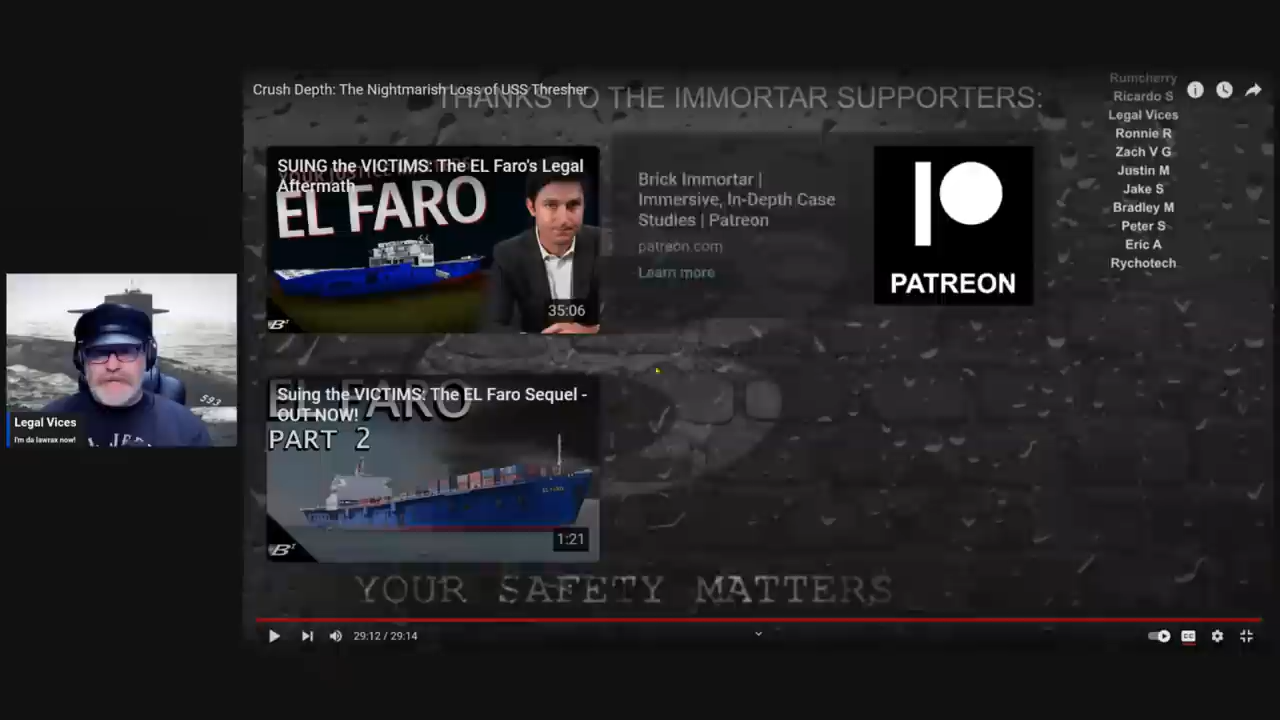 Crush Depth: The Nightmarish Loss of USS Thresher
THANKS TO THE IMMORTAR SUPPORTERS:
Rumcherry
Ricardo S
Legal Vices
Ronnie R
Zach V G
Justin M
Jake S
Bradley M
Peter S
Eric A
Rychotech
SUING the VICTIMS: The EL Faro's Legal
Aftermath
EL FARO
35:06
Brick Immortar |
Immersive, In-Depth Case
Studies | Patreon
patreon.com
Learn more
PATREON
593
Legal Vices
I'm da lawrax now!
EL FARO
Suing the VICTIMS: The EL Faro Sequel -
OUT NOW!
PART 2
1:21
YOUR SAFETY MATTERS
29:12 / 29:14
CC